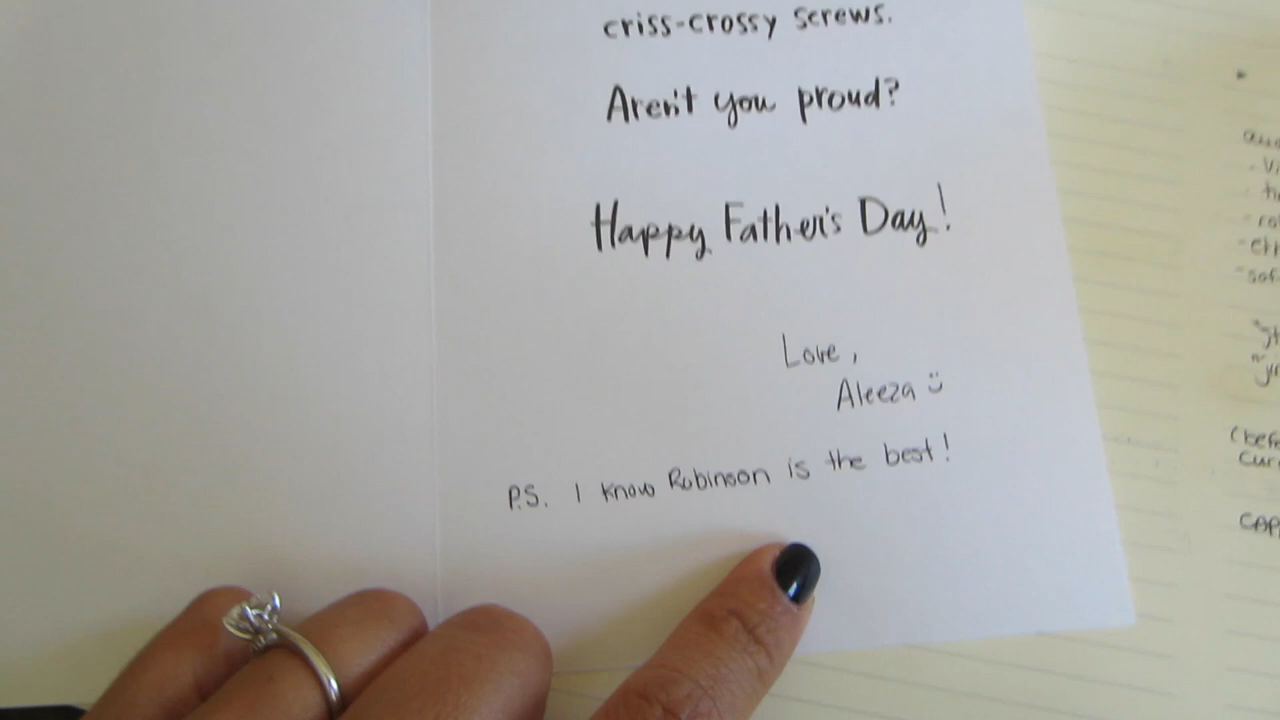 criss-crossy screws.
Aren't you proud?
Happy Father's Day!
Love,
Aleeza :)
P.S. I know Robinson is the best!